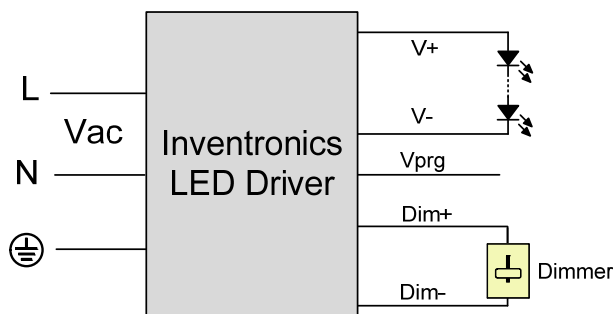 L
Vac
N
Inventronics
LED Driver
V+
V-
Vprg
Dim+
Dim-
Dimmer